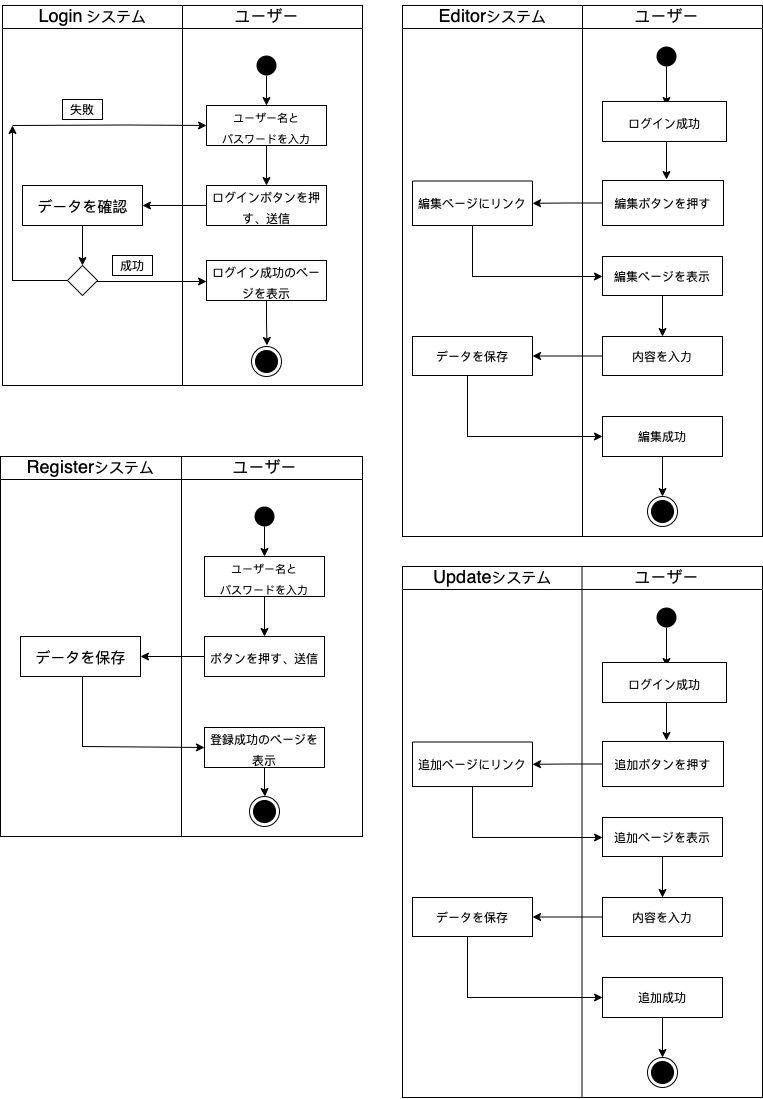 Login システム
ユーザー
失敗
ユーザー名と
パスワードを入力
データを確認
ログインボタンを押
す、送信
成功
ログイン成功のペー
ジを表示
Editorシステム
ユーザー
ログイン成功
編集ページにリンク
編集ボタンを押す
編集ページを表示
データを保存
内容を入力
編集成功
Registerシステム
ユーザー
ユーザー名と
パスワードを入力
データを保存
ボタンを押す、送信
登録成功のページを
表示
Updateシステム
ユーザー
ログイン成功
追加ページにリンク
追加ボタンを押す
追加ページを表示
データを保存
内容を入力
追加成功